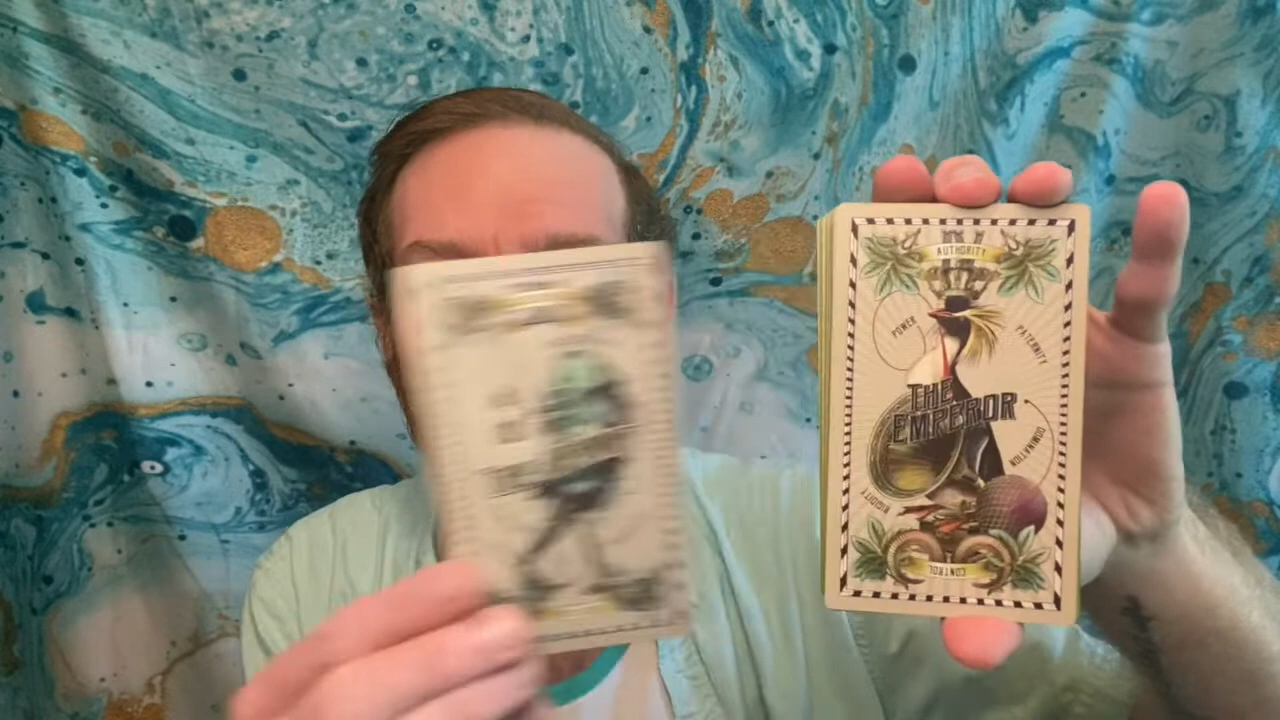 AUTHORITY
POWER
PATERNITY
THE
EMPEROR
DOMINATION
RIGIDITY
CONTROL